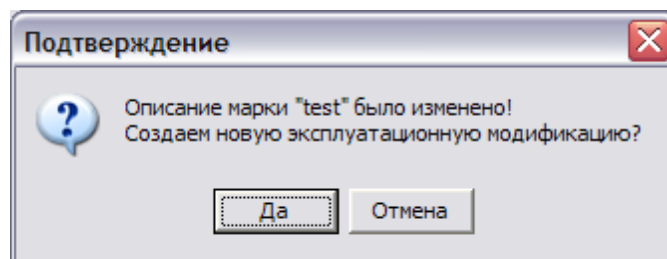 Подтверждение
Описание марки "test" было изменено!
Создаем новую эксплуатационную модификацию?
Да
Отмена